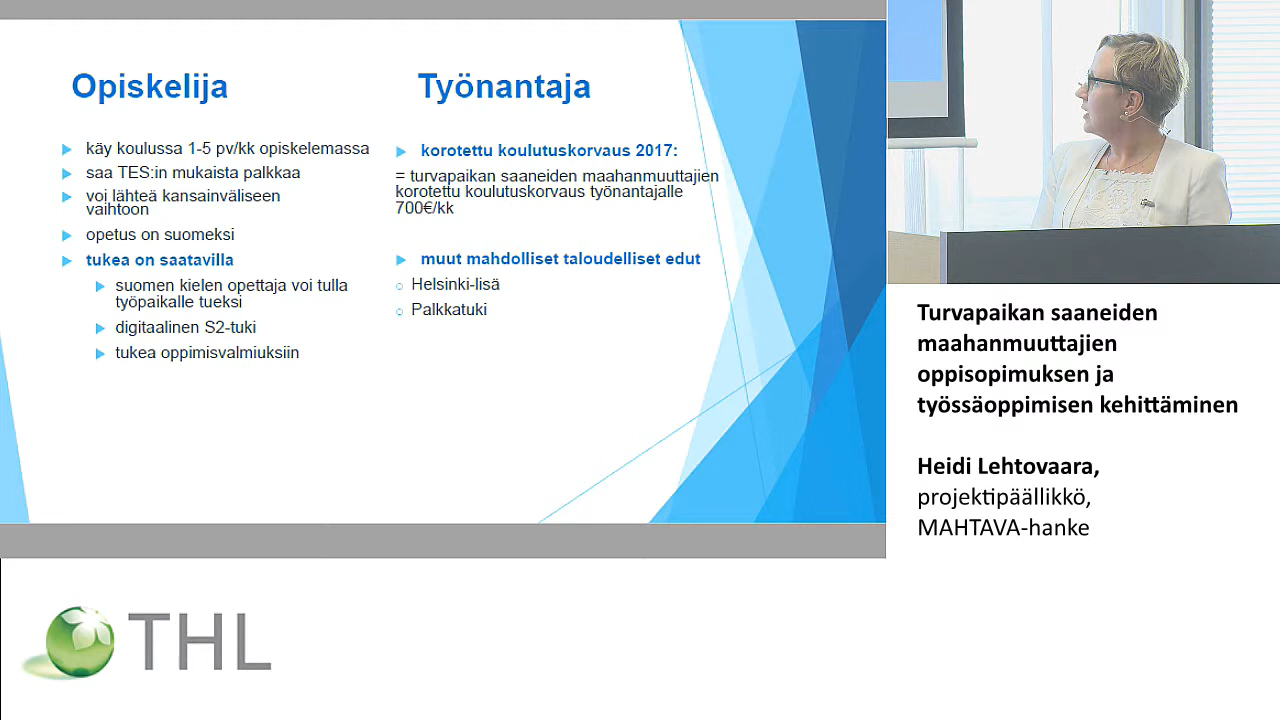 Opiskelija
käy koulussa 1-5 pv/kk opiskelemassa
saa TES:in mukaista palkkaa
voi lähteä kansainväliseen
vaihtoon
opetus on suomeksi
tukea on saatavilla
suomen kielen opettaja voi tulla
työpaikalle tueksi
digitaalinen S2-tuki
tukea oppimisvalmiuksiin
Työnantaja
korotettu koulutuskorvaus 2017:
= turvapaikan saaneiden maahanmuuttajien
korotettu koulutuskorvaus työnantajalle
700€/kk
muut mahdolliset taloudelliset edut
Helsinki-lisä
Palkkatuki
Turvapaikan saaneiden
maahanmuuttajien
oppisopimuksen ja
työssäoppimisen kehittäminen
Heidi Lehtovaara,
projektipäällikkö,
MAHTAVA-hanke
THL